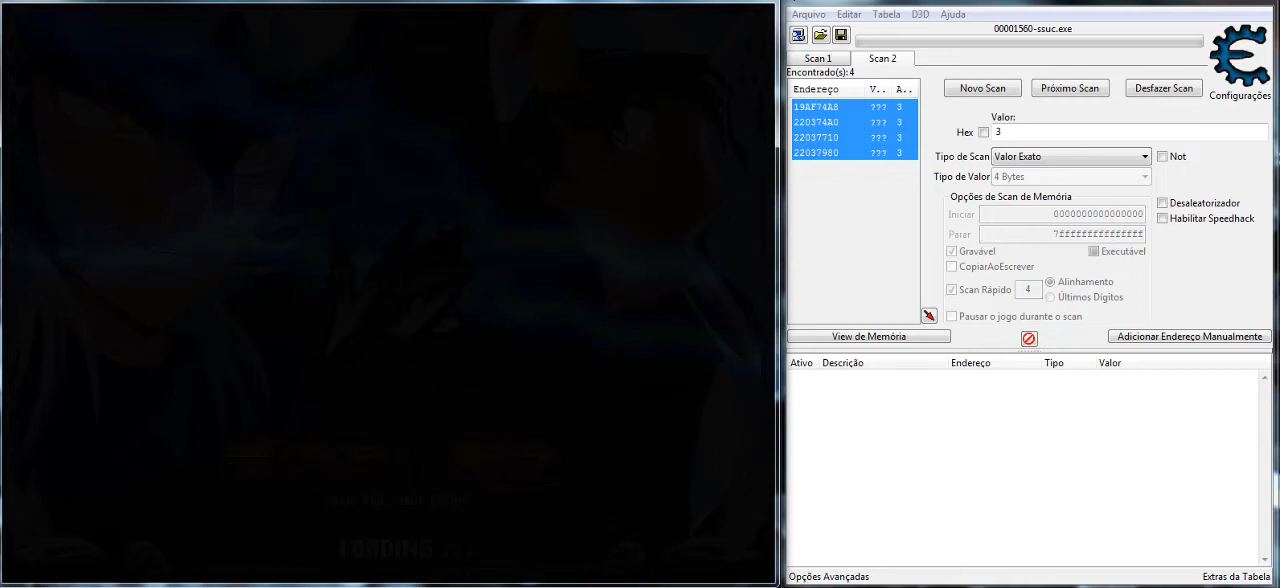 LOADING...
Arquivo Editar Tabela D3D Ajuda
00001560-ssuc.exe
Scan 1 Scan 2
Encontrado(s):4
Configurações
Endereço V.. A..
19AF74A8 ??? 3
220374A0 ??? 3
22037710 ??? 3
22037980 ??? 3
Novo Scan Próximo Scan Desfazer Scan
Valor:
Hex 3
Tipo de Scan Valor Exato Not
Tipo de Valor 4 Bytes
Opções de Scan de Memória
Iniciar 0000000000000000
Parar 7fffffffffffffff
Gravável Executável
CopiarAoEscrever
Scan Rápido 4 Alinhamento
Últimos Dígitos
Pausar o jogo durante o scan
Desaleatorizador
Habilitar Speedhack
View de Memória Adicionar Endereço Manualmente
Ativo Descrição Endereço Tipo Valor
Opções Avançadas Extras da Tabela